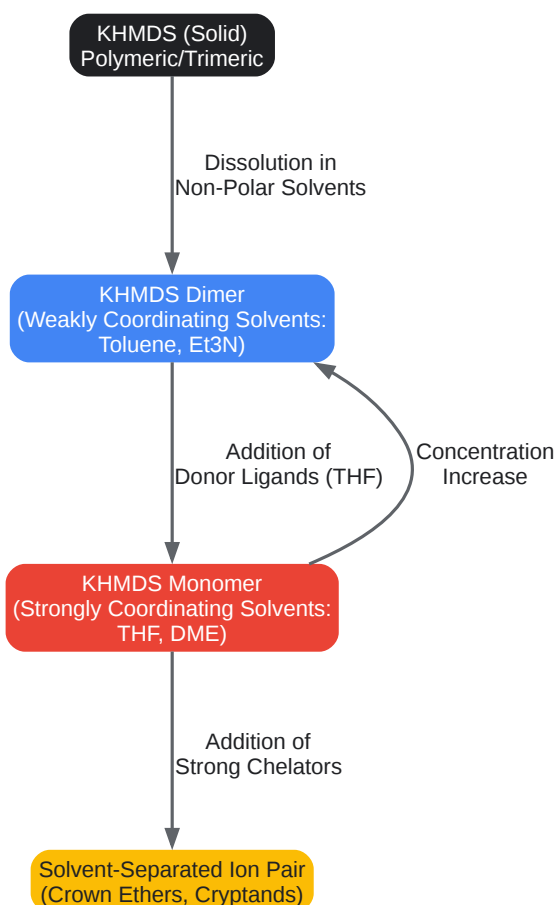 KHMDS (Solid)
Polymeric/Trimeric
Dissolution in
Non-Polar Solvents
KHMDS Dimer
(Weakly Coordinating Solvents:
Toluene, Et3N)
Addition of
Donor Ligands (THF)
Concentration
Increase
KHMDS Monomer
(Strongly Coordinating Solvents:
THF, DME)
Addition of
Strong Chelators
Solvent-Separated Ion Pair
(Crown Ethers, Cryptands)